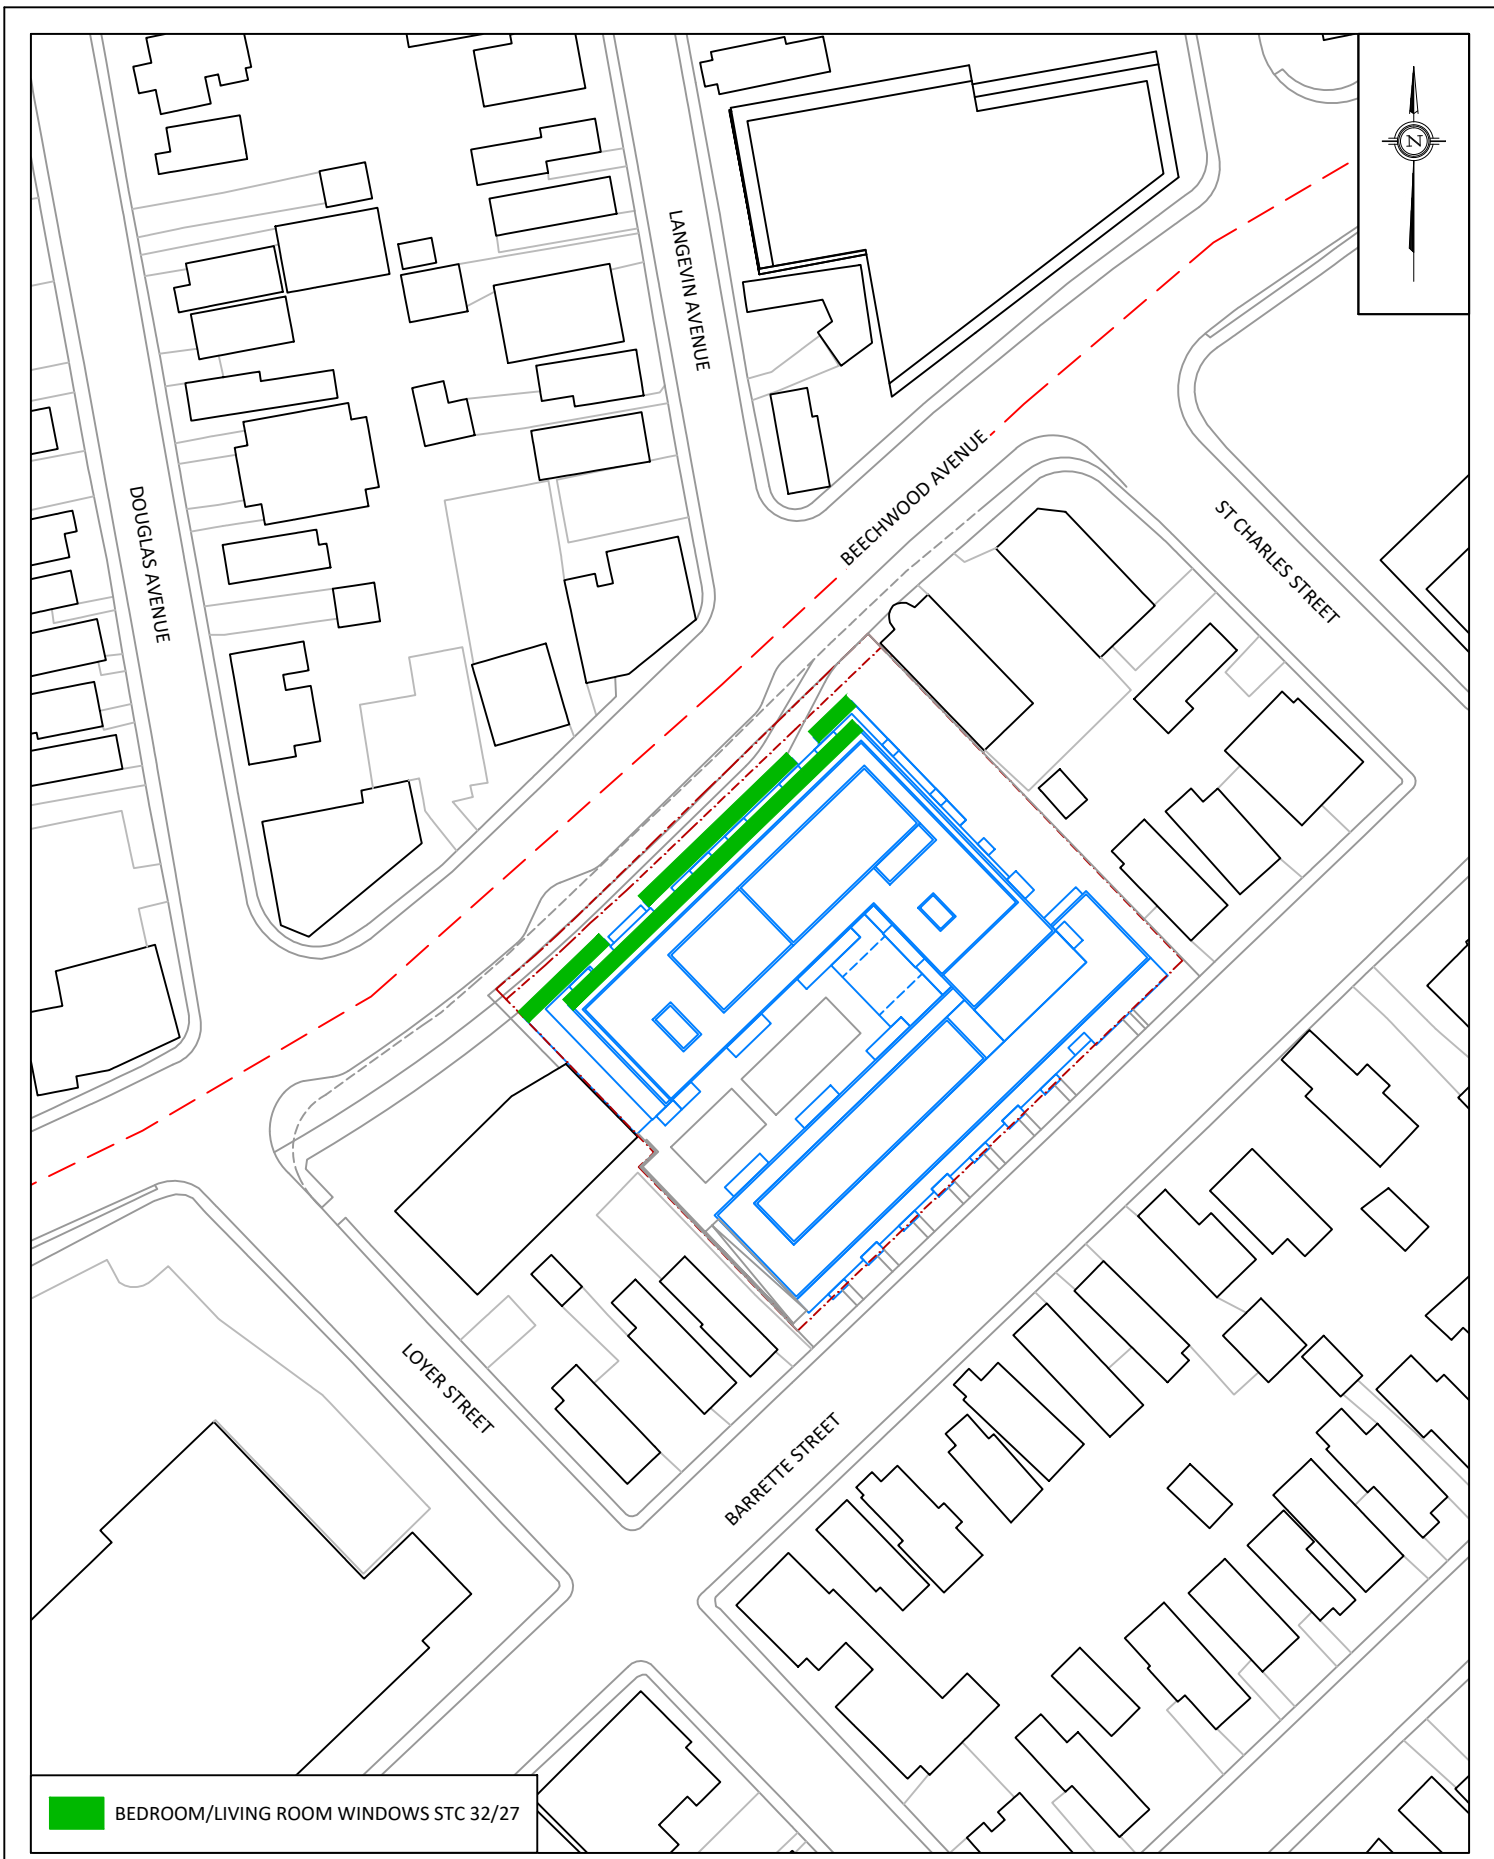 N
LANGEVIN AVENUE
BEECHWOOD AVENUE
DOUGLAS AVENUE
ST CHARLES STREET
LOYER STREET
BARRETTE STREET
BEDROOM/LIVING ROOM WINDOWS STC 32/27